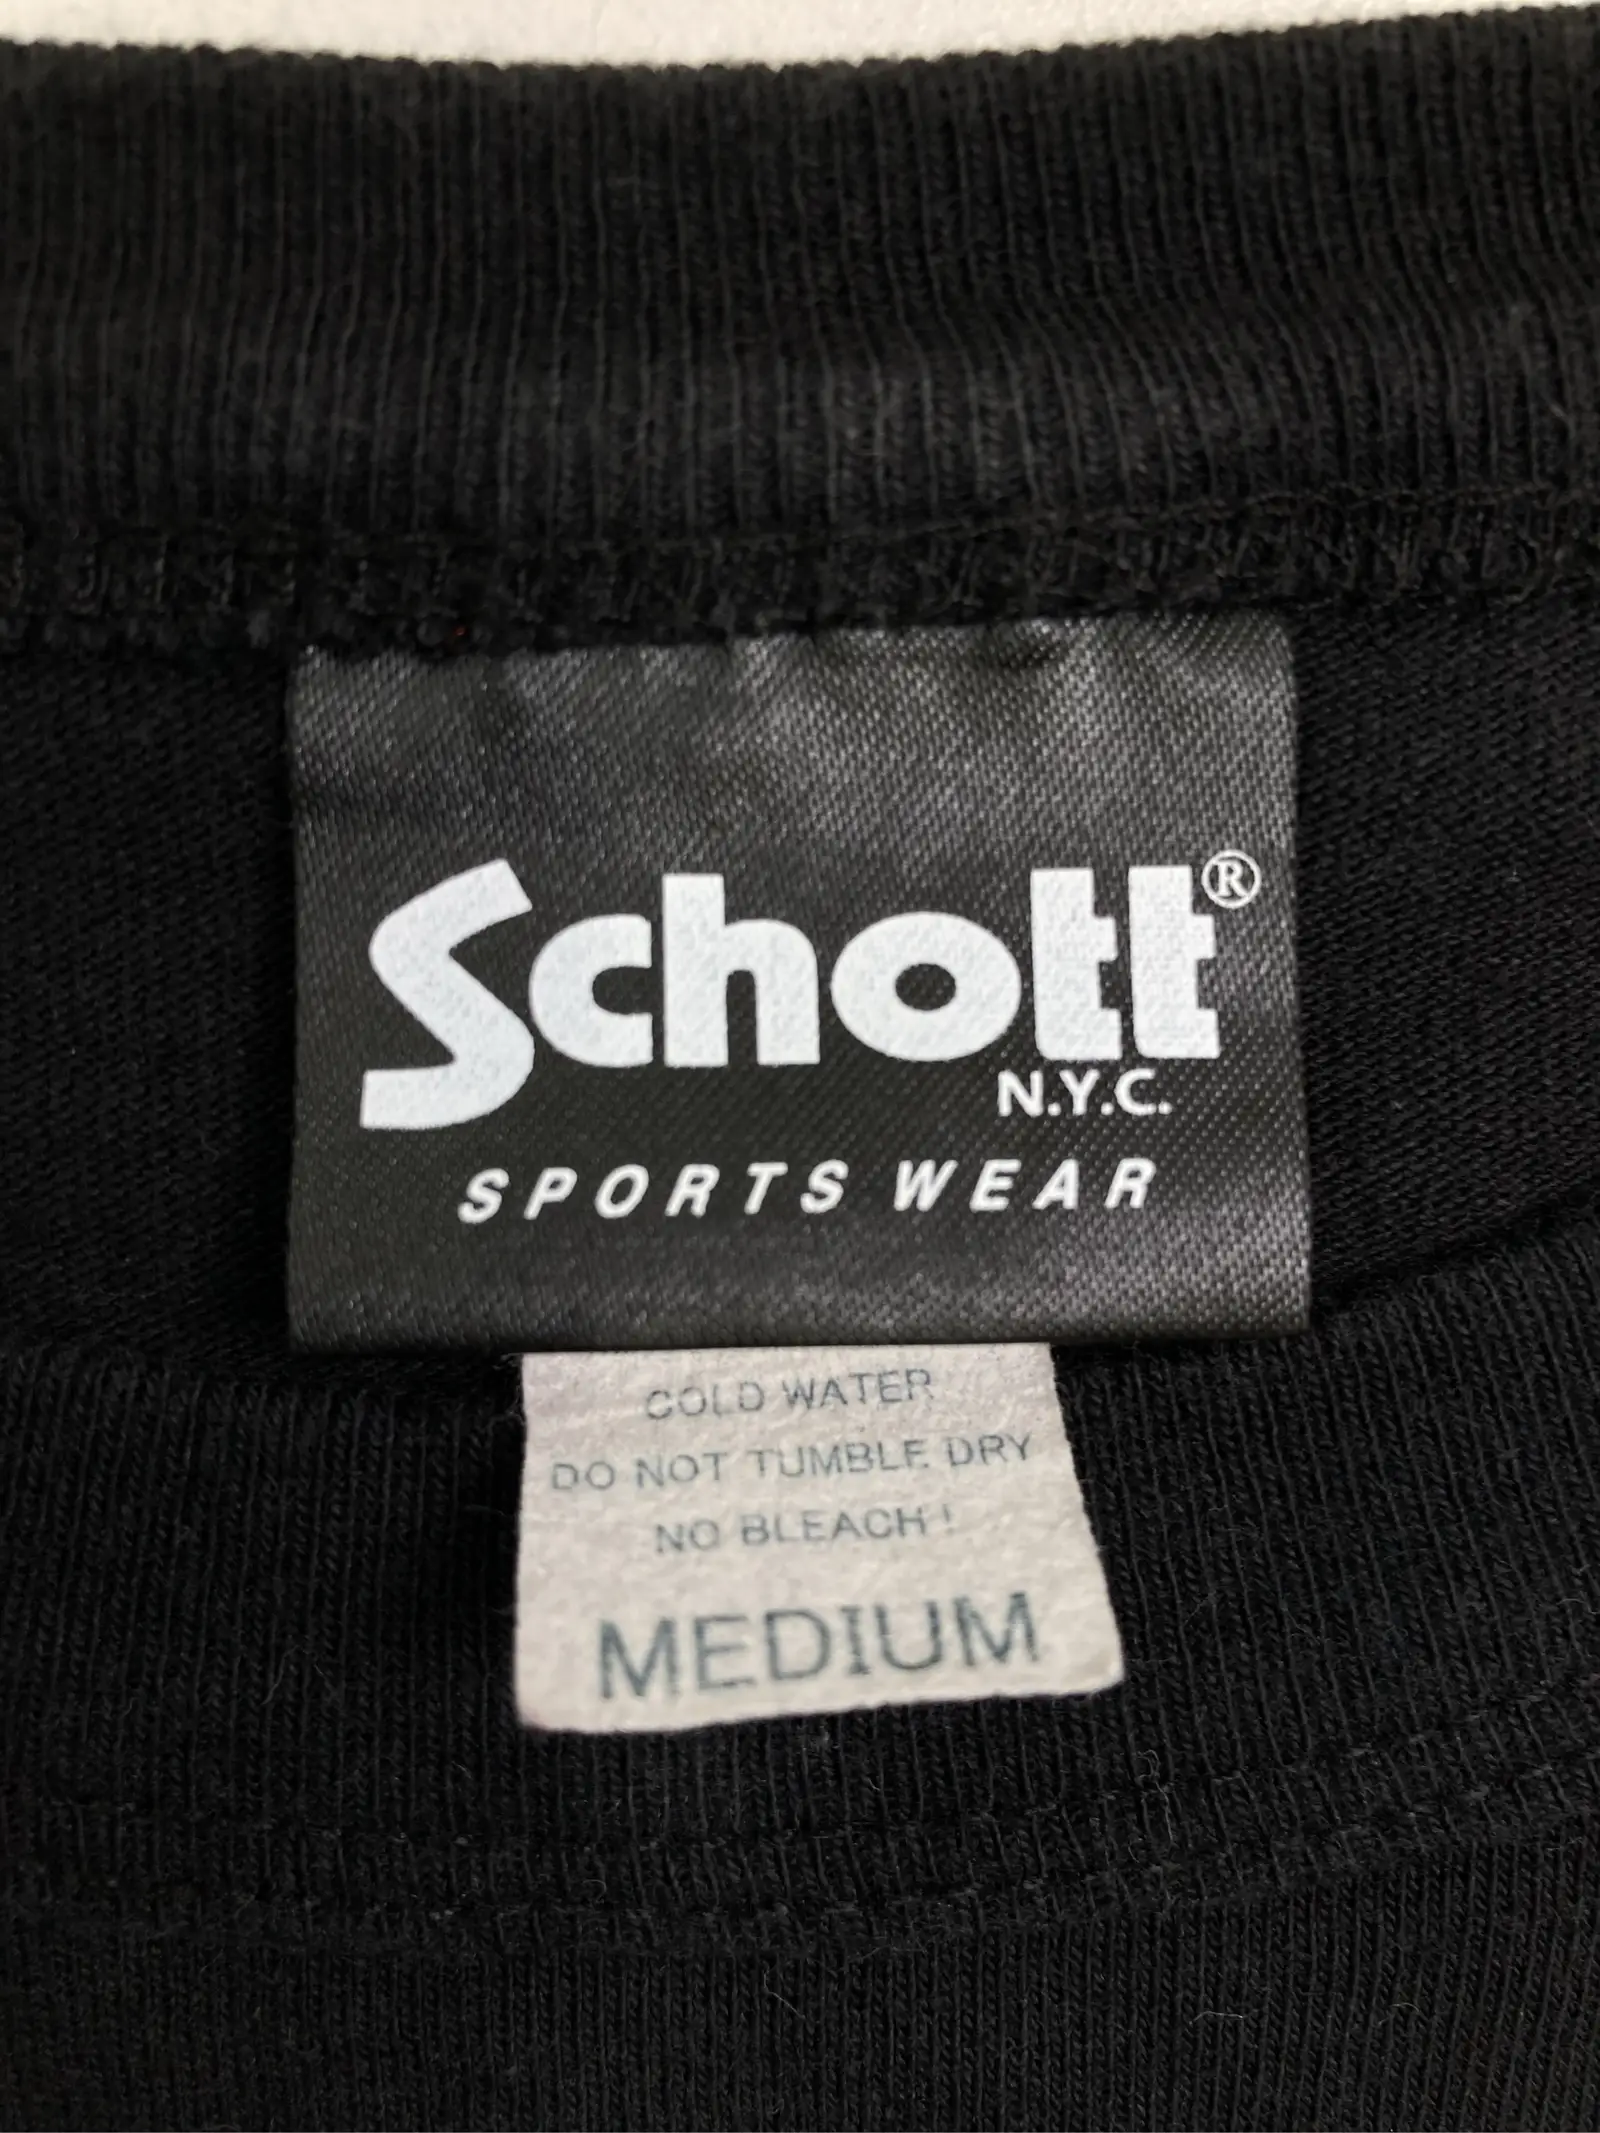 Schott®
N.Y.C.
SPORTS WEAR
COLD WATER
DO NOT TUMBLE DRY
NO BLEACH!
MEDIUM